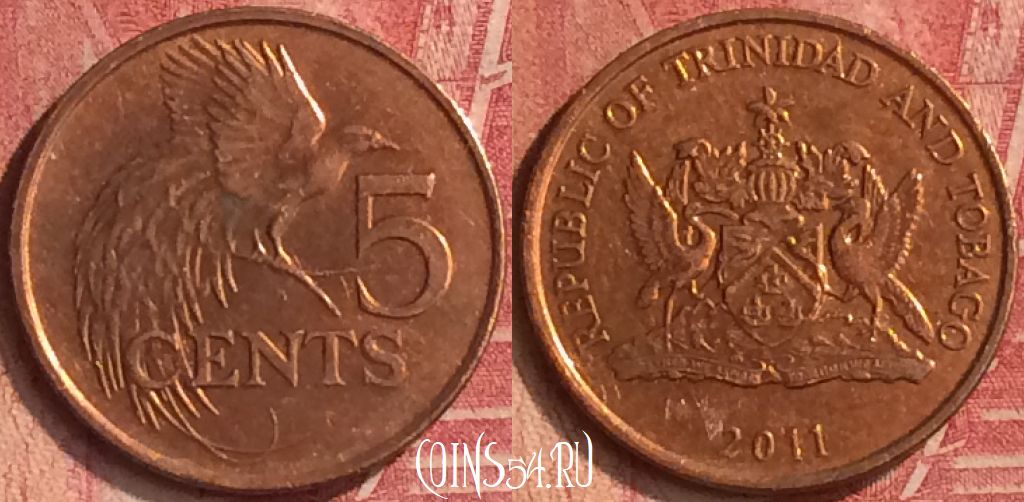 5
CENTS
REPUBLIC OF TRINIDAD AND TOBAGO
2011
COINS54.RU